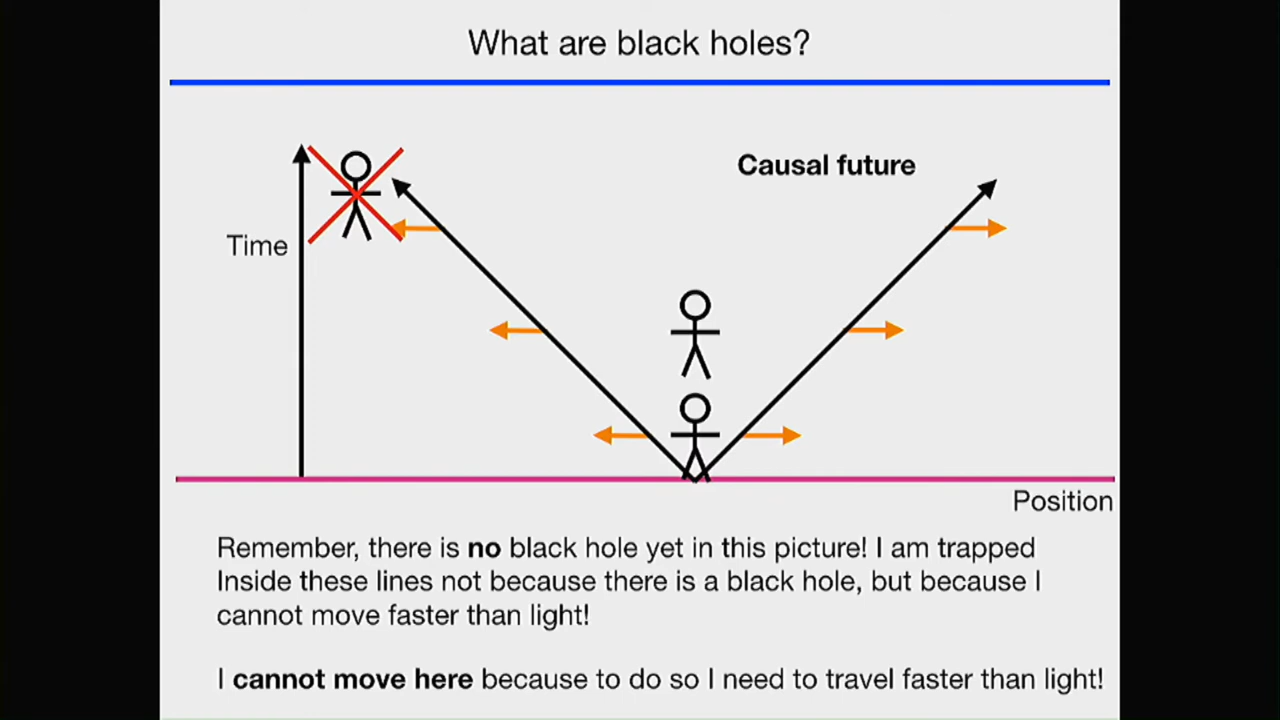 What are black holes?
Causal future
Time
Position
Remember, there is no black hole yet in this picture! I am trapped
Inside these lines not because there is a black hole, but because I
cannot move faster than light!
I cannot move here because to do so I need to travel faster than light!